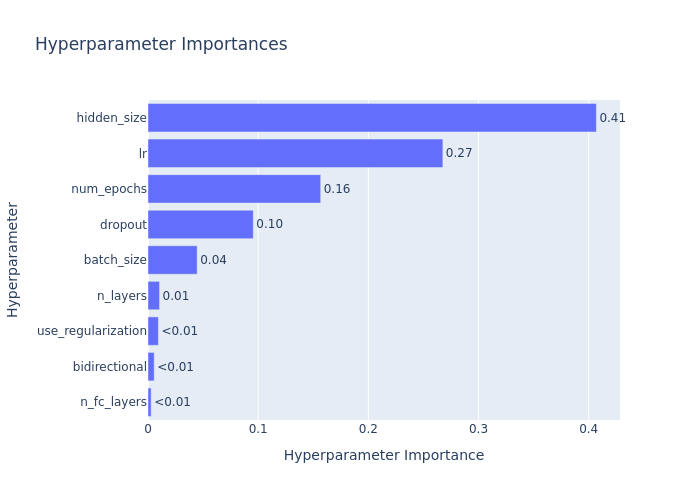 Hyperparameter Importances
Hyperparameter
hidden_size 0.41
lr 0.27
num_epochs 0.16
dropout 0.10
batch_size 0.04
n_layers 0.01
use_regularization <0.01
bidirectional <0.01
n_fc_layers <0.01
0 0.1 0.2 0.3 0.4
Hyperparameter Importance